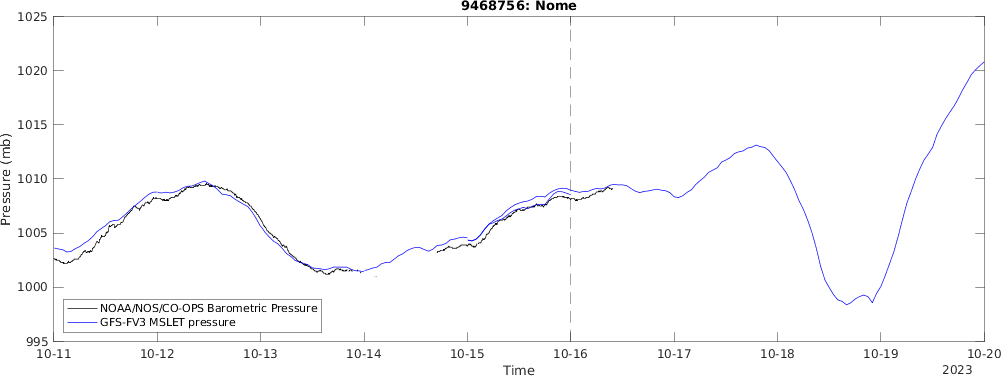 9468756: Nome
1025
1020
1015
1010
1005
1000
995
Pressure (mb)
NOAA/NOS/CO-OPS Barometric Pressure
GFS-FV3 MSLET pressure
10-11 10-12 10-13 10-14 10-15 10-16 10-17 10-18 10-19 10-20
Time
2023